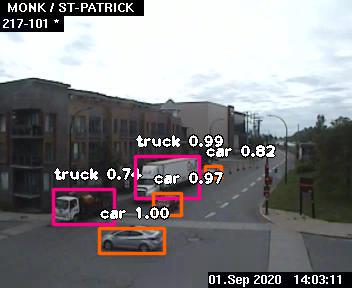 MONK / ST-PATRICK
217-101 *
truck 0.99
car 0.82
truck 0.74
car 0.97
car 1.00
01.Sep 2020 14:03:11